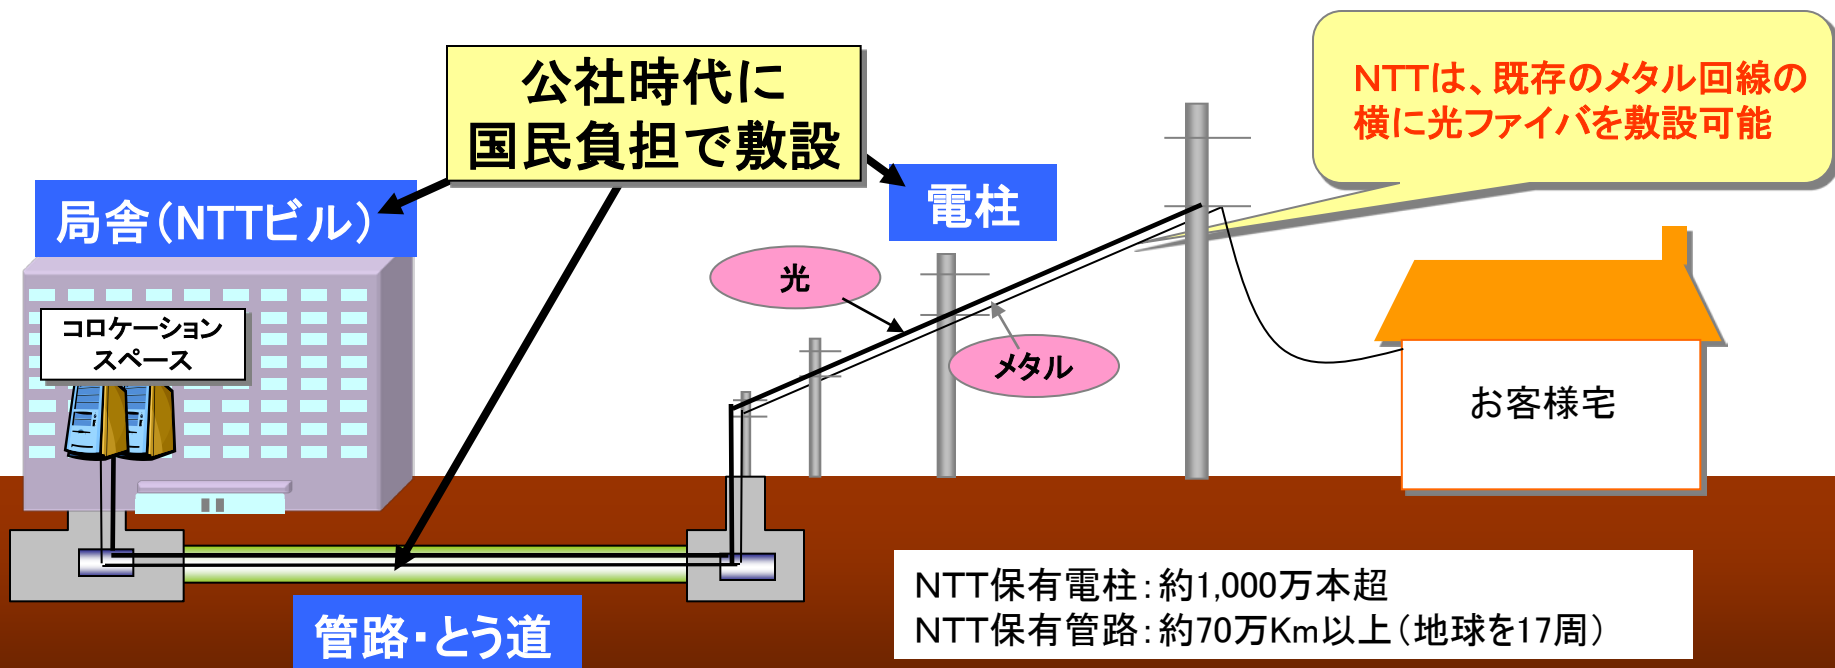 公社時代に
国民負担で敷設
NTTは、既存のメタル回線の
横に光ファイバを敷設可能
局舎(NTTビル)
電柱
光
メタル
コロケーション
スペース
お客様宅
NTT保有電柱:約1,000万本超
NTT保有管路:約70万Km以上(地球を17周)
管路・とう道